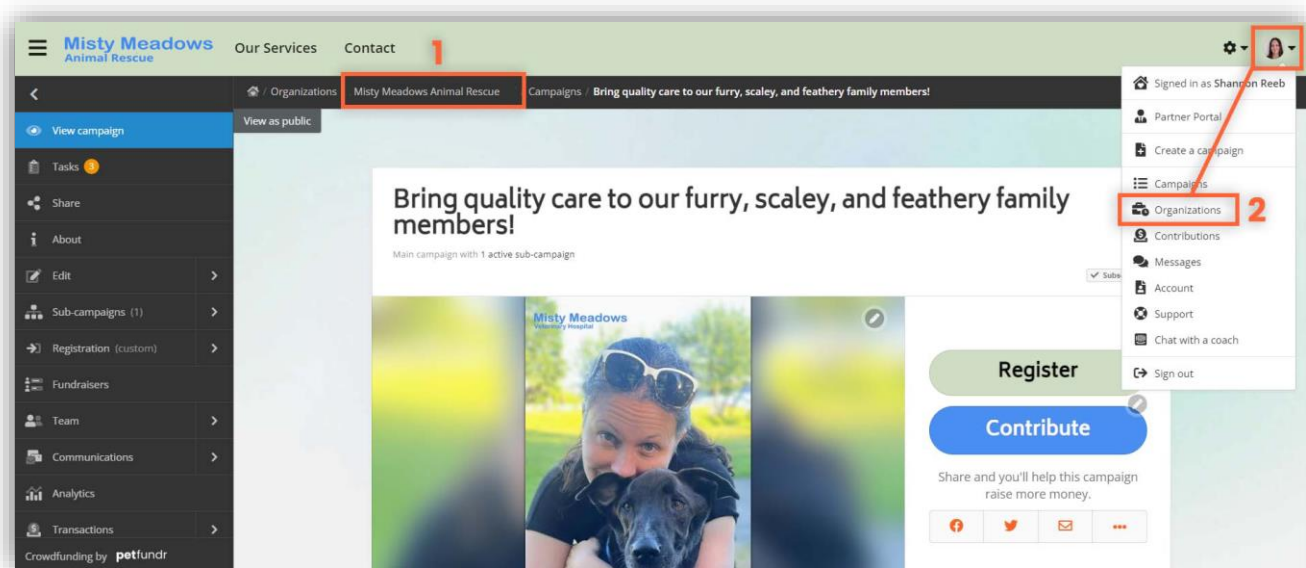 Misty Meadows
Animal Rescue
Our Services
Contact
1
/ Organizations
Misty Meadows Animal Rescue
/ Campaigns / Bring quality care to our furry, scaley, and feathery family members!
View as public
View campaign
Tasks 3
Share
About
Edit
Sub-campaigns (1)
Registration (custom)
Fundraisers
Team
Communications
Analytics
Transactions
Crowdfunding by petfundr
Bring quality care to our furry, scaley, and feathery family
members!
Main campaign with 1 active sub-campaign
Misty Meadows
Veterinary Hospital
Register
Contribute
Share and you'll help this campaign
raise more money.
Signed in as Shannon Reeb
Partner Portal
Create a campaign
Campaigns
Organizations
2
Contributions
Messages
Account
Support
Chat with a coach
Sign out